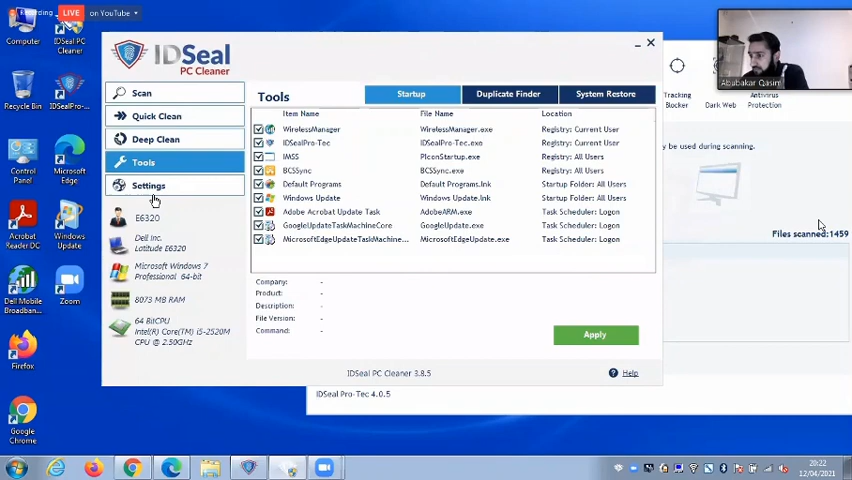 Recording
LIVE
on YouTube
Computer
IDSeal PC
Cleaner
Recycle Bin
IDSealPro-...
Control
Panel
Microsoft
Edge
Acrobat
Reader DC
Windows
Update
Dell Mobile
Broadban...
Zoom
Firefox
Google
Chrome
IDSeal
PC Cleaner
Scan
Quick Clean
Deep Clean
Tools
Settings
E6320
Dell Inc.
Latitude E6320
Microsoft Windows 7
Professional 64-bit
8073 MB RAM
64 BitCPU
Intel(R) Core(TM) i5-2520M
CPU @ 2.50GHz
Tools
Startup
Duplicate Finder
System Restore
Item Name File Name Location
WirelessManager WirelessManager.exe Registry: Current User
IDSealPro-Tec IDSealPro-Tec.exe Registry: Current User
IMSS PIconStartup.exe Registry: All Users
BCSSync BCSSync.exe Registry: All Users
Default Programs Default Programs.lnk Startup Folder: All Users
Windows Update Windows Update.lnk Startup Folder: All Users
Adobe Acrobat Update Task AdobeARM.exe Task Scheduler: Logon
GoogleUpdateTaskMachineCore GoogleUpdate.exe Task Scheduler: Logon
MicrosoftEdgeUpdateTaskMachine... MicrosoftEdgeUpdate.exe Task Scheduler: Logon
Company: -
Product: -
Description: -
File Version: -
Command: -
Apply
IDSeal PC Cleaner 3.8.5
Help
Abubakar Qasim
Tracking
Blocker
Dark Web
Antivirus
Protection
y be used during scanning.
Files scanned:1459
IDSeal Pro-Tec 4.0.5
20:22
12/04/2021